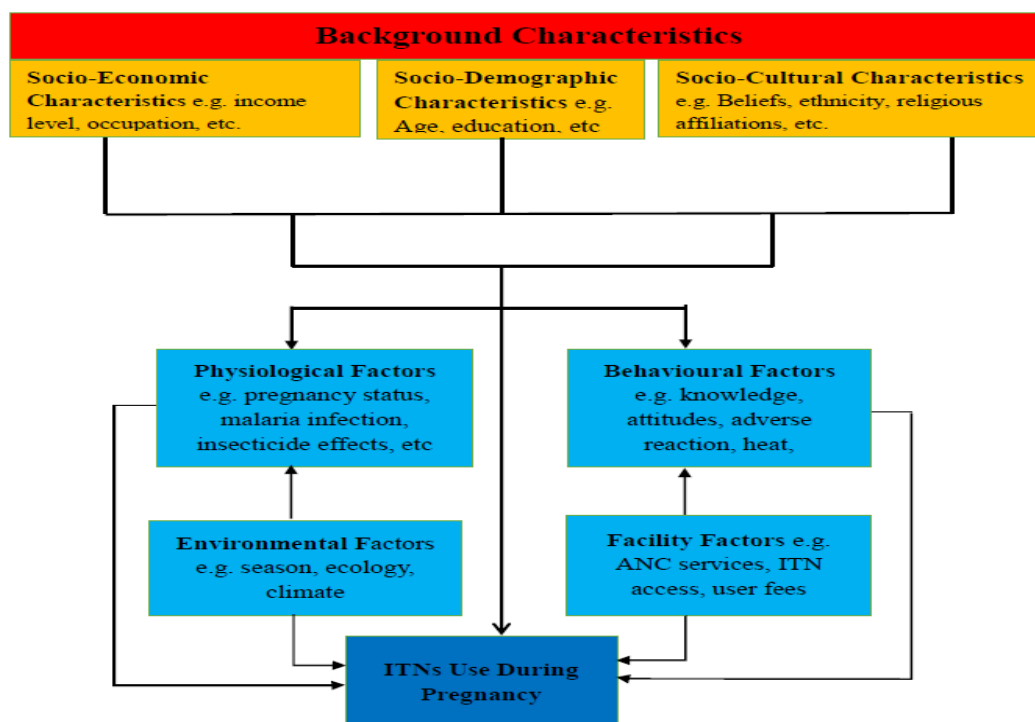 Background Characteristics
Socio-Economic
Characteristics e.g. income
level, occupation, etc.
Socio-Demographic
Characteristics e.g.
Age, education, etc
Socio-Cultural Characteristics
e.g. Beliefs, ethnicity, religious
affiliations, etc.
Physiological Factors
e.g. pregnancy status,
malaria infection,
insecticide effects, etc
Behavioural Factors
e.g. knowledge,
attitudes, adverse
reaction, heat,
Environmental Factors
e.g. season, ecology,
climate
Facility Factors e.g.
ANC services, ITN
access, user fees
ITNs Use During
Pregnancy